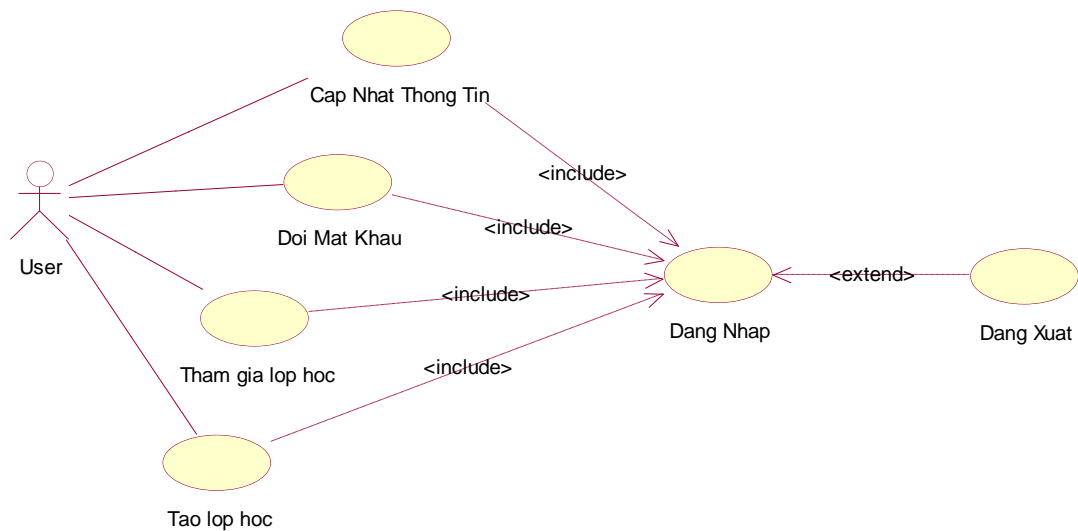 Cap Nhat Thong Tin
<include>
Doi Mat Khau
<include>
User
<include>
<extend>
Dang Nhap
Dang Xuat
Tham gia lop hoc
<include>
Tao lop hoc